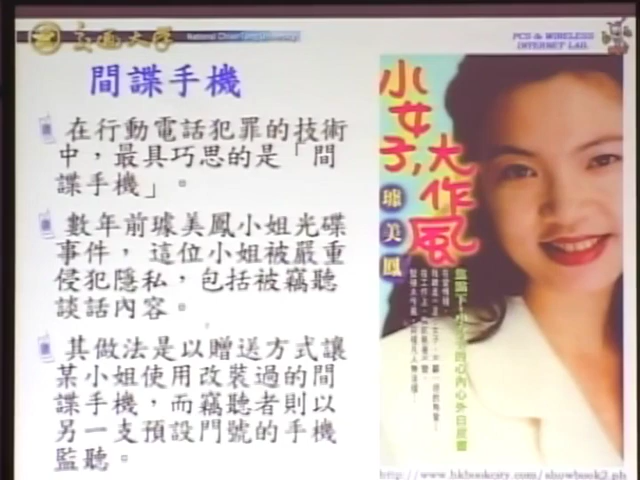 交通大學 National Chiao Tung University
PCS & WIRELESS
INTERNET LAB.
間諜手機
在行動電話犯罪的技術
中，最具巧思的是「間
諜手機」。
數年前璩美鳳小姐光碟
事件， 這位小姐被嚴重
侵犯隱私，包括被竊聽
談話內容。
其做法是以贈送方式讓
某小姐使用改裝過的間
諜手機，而竊聽者則以
另一支預設門號的手機
監聽。
小女子，
大作風
璩美鳳
http://www.hkbookcity.com/showbook2.ph